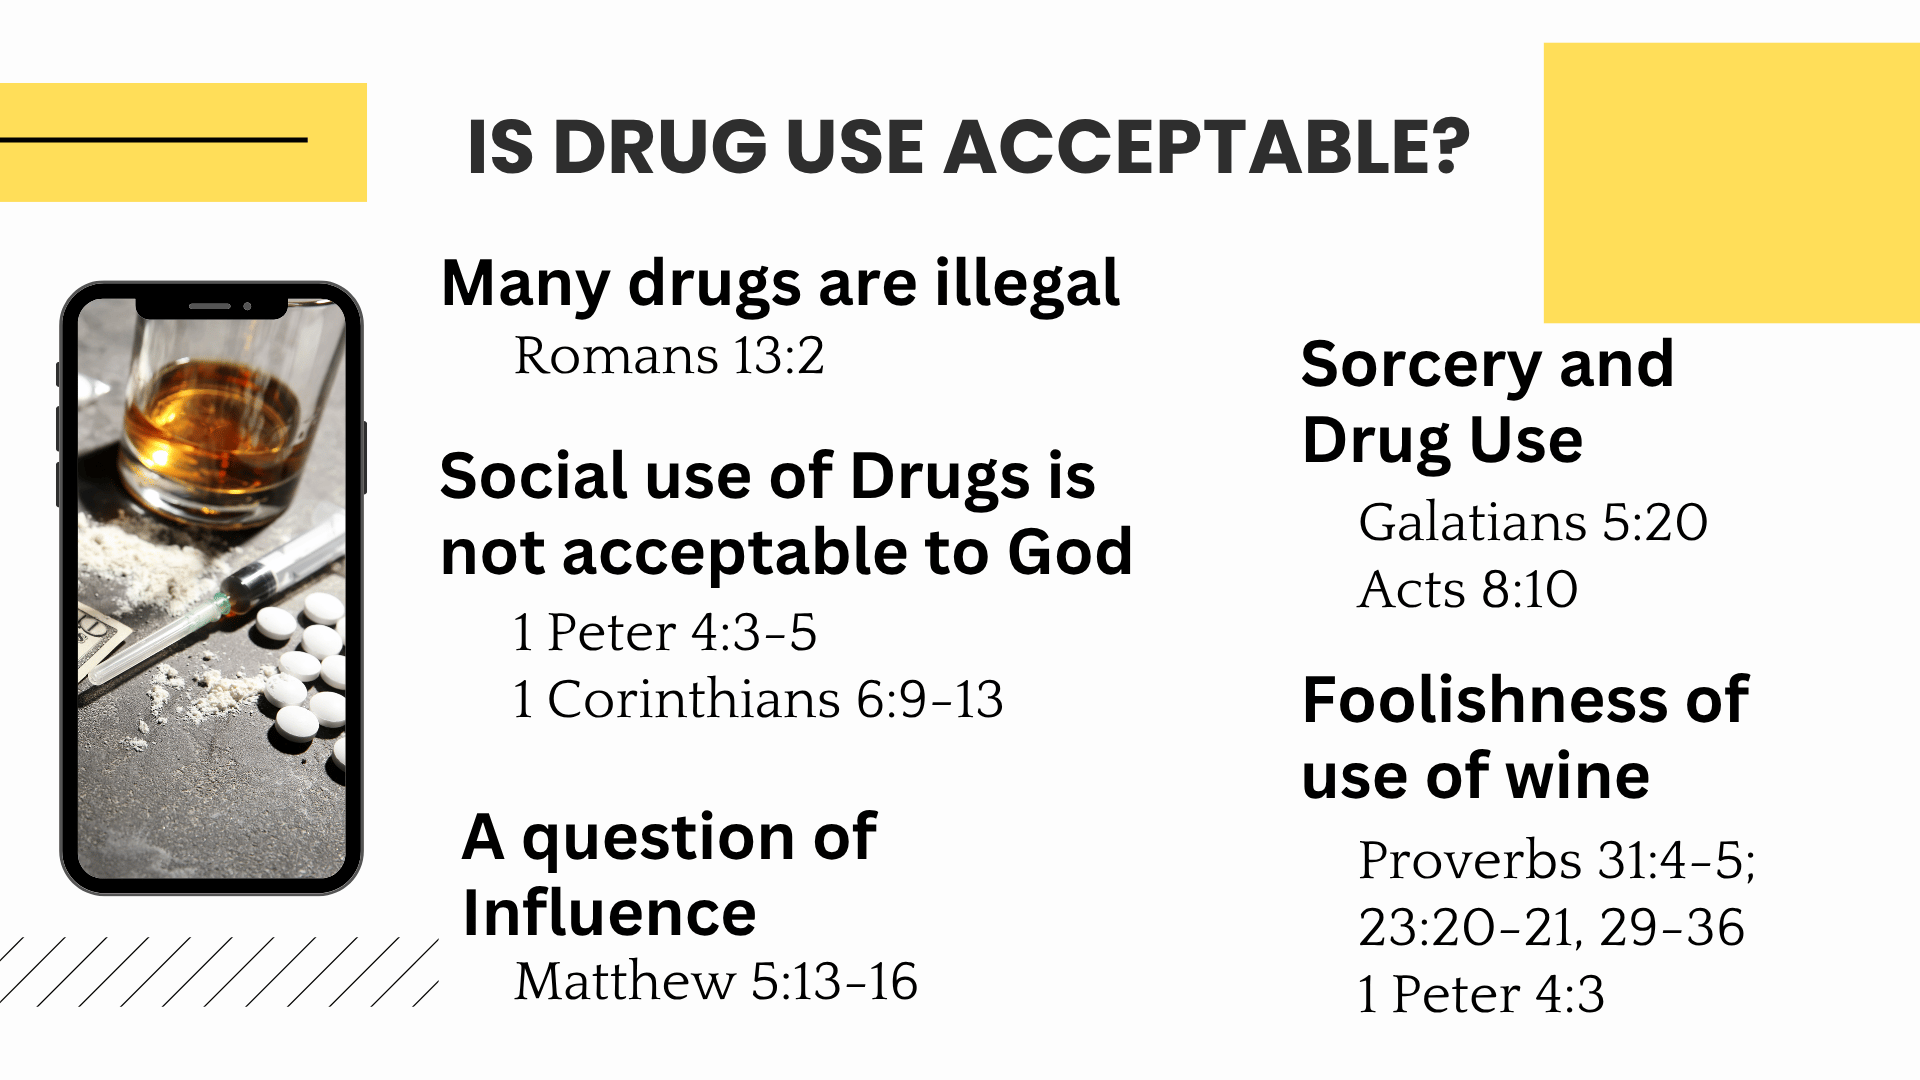 IS DRUG USE ACCEPTABLE?
Many drugs are illegal
Romans 13:2
Social use of Drugs is
not acceptable to God
1 Peter 4:3–5
1 Corinthians 6:9–13
A question of
Influence
Matthew 5:13–16
Sorcery and
Drug Use
Galatians 5:20
Acts 8:10
Foolishness of
use of wine
Proverbs 31:4–5;
23:20–21, 29–36
1 Peter 4:3